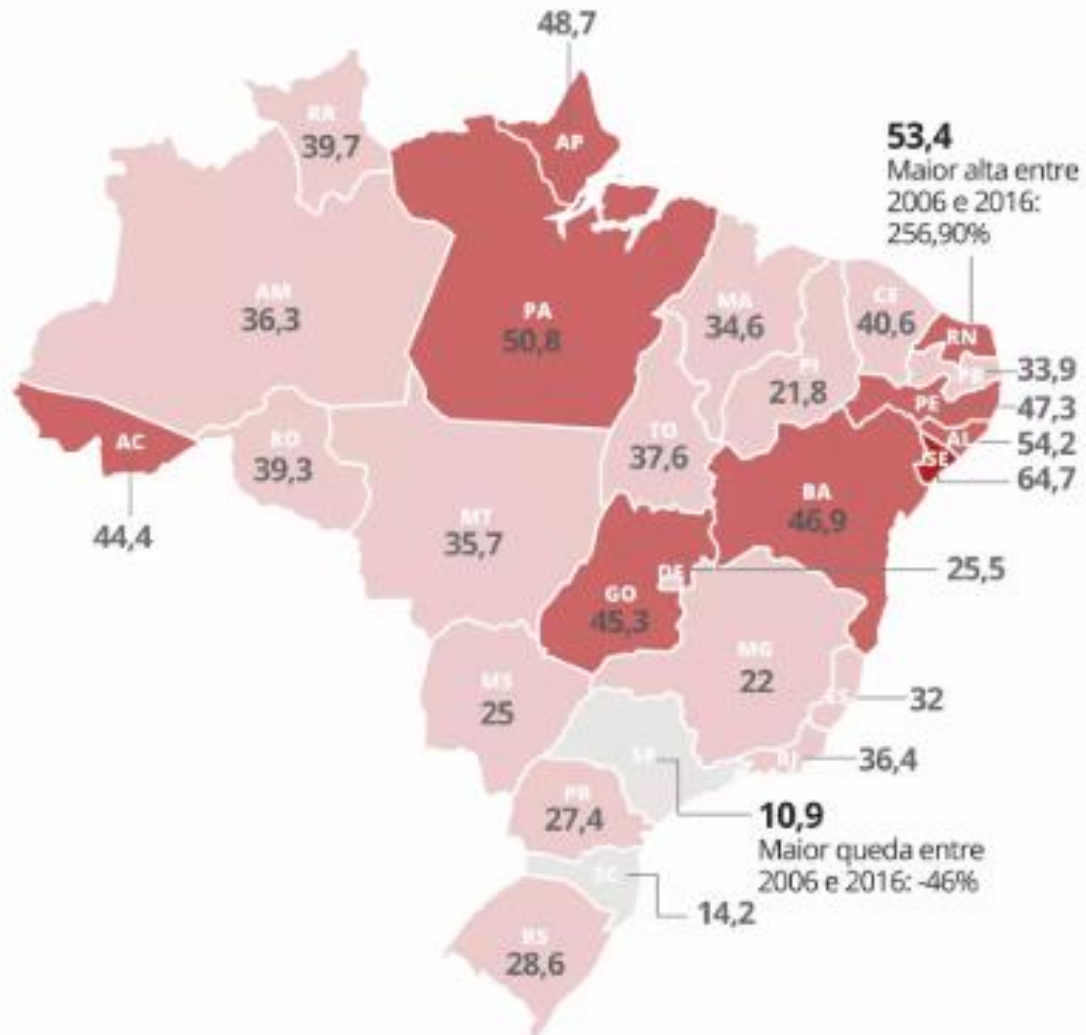 48,7
RR
39,7
AP
53,4
Maior alta entre
2006 e 2016:
256,90%
AM
36,3
PA
50,8
MA
34,6
CE
40,6
RN
PI
21,8
PB
33,9
PE
47,3
AC
RO
39,3
TO
37,6
AL
54,2
SE
64,7
BA
46,9
44,4
MT
35,7
DF
25,5
GO
45,3
MG
22
MS
25
ES
32
SP
RJ
36,4
PR
27,4
10,9
Maior queda entre
2006 e 2016: -46%
SC
14,2
RS
28,6